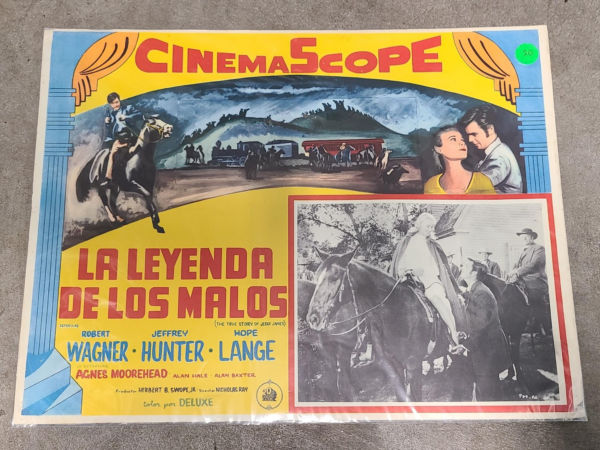 CINEMASCOPE
LA LEYENDA
DE LOS MALOS
(THE TRUE STORY OF JESSE JAMES)
ROBERT JEFFREY HOPE
WAGNER • HUNTER • LANGE
AGNES MOOREHEAD ALAN HALE • ALAN BAXTER
Productor HERBERT B. SWOPE, JR. Director NICHOLAS RAY
Color por DELUXE